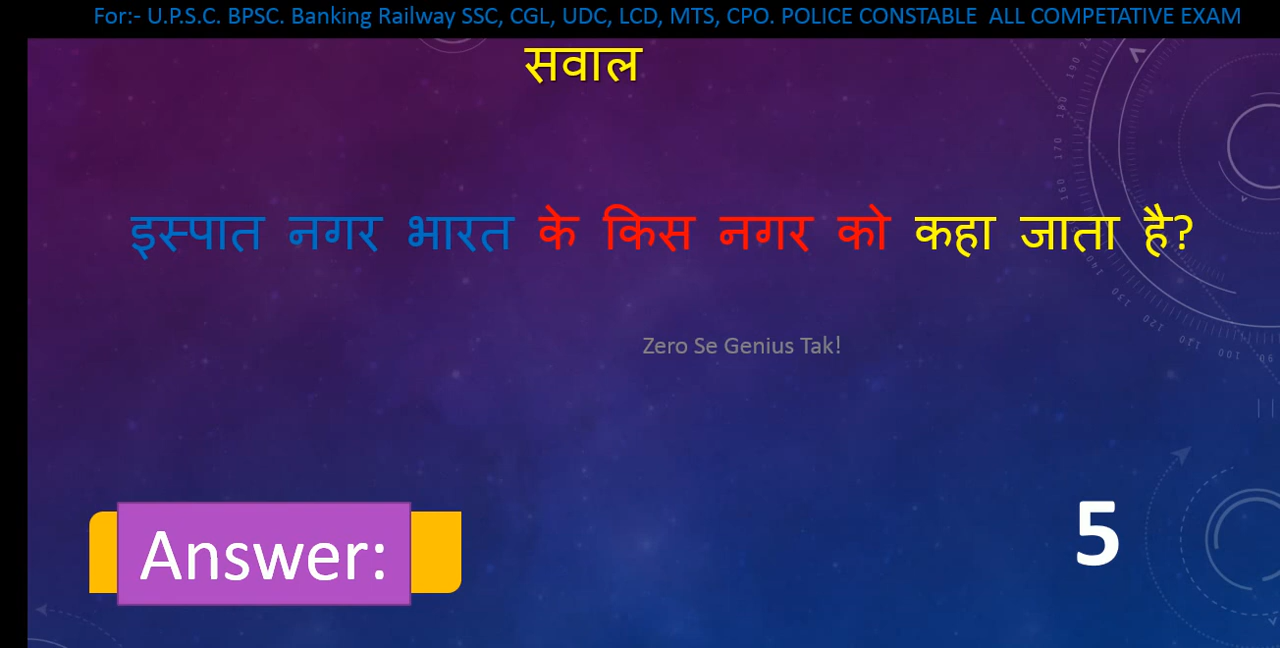 For:- U.P.S.C. BPSC. Banking Railway SSC, CGL, UDC, LCD, MTS, CPO. POLICE CONSTABLE ALL COMPETATIVE EXAM
सवाल
इस्पात नगर भारत के किस नगर को कहा जाता है?
Zero Se Genius Tak!
Answer:
5